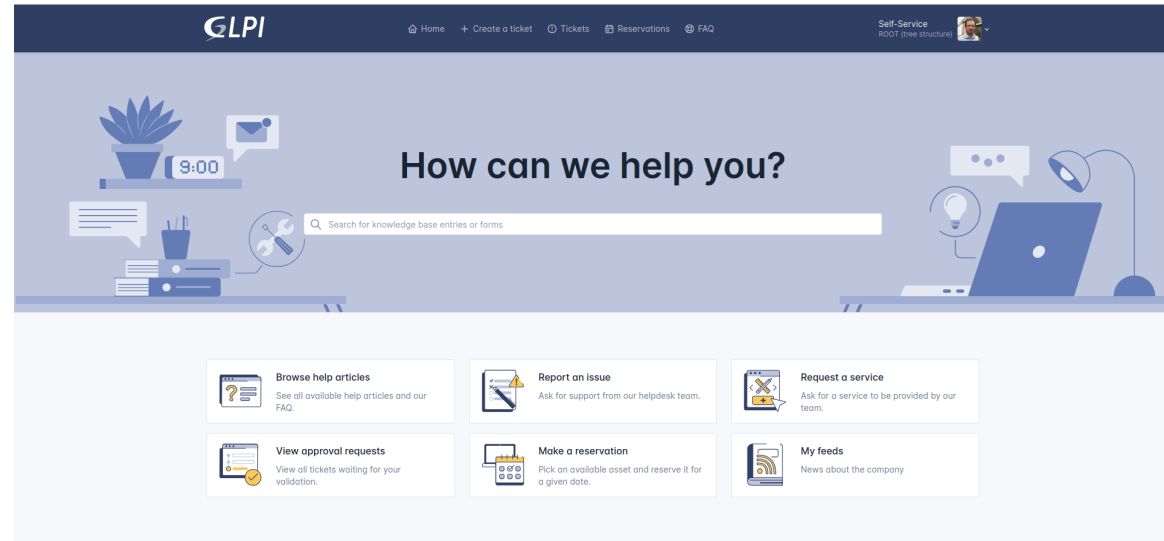 GLPI
Home
+ Create a ticket
Tickets
Reservations
FAQ
Self-Service
ROOT (tree structure)
9:00
How can we help you?
Search for knowledge base entries or forms
Browse help articles
See all available help articles and our
FAQ.
Report an issue
Ask for support from our helpdesk team.
Request a service
Ask for a service to be provided by our
team.
View approval requests
View all tickets waiting for your
validation.
Make a reservation
Pick an available asset and reserve it for
a given date.
My feeds
News about the company